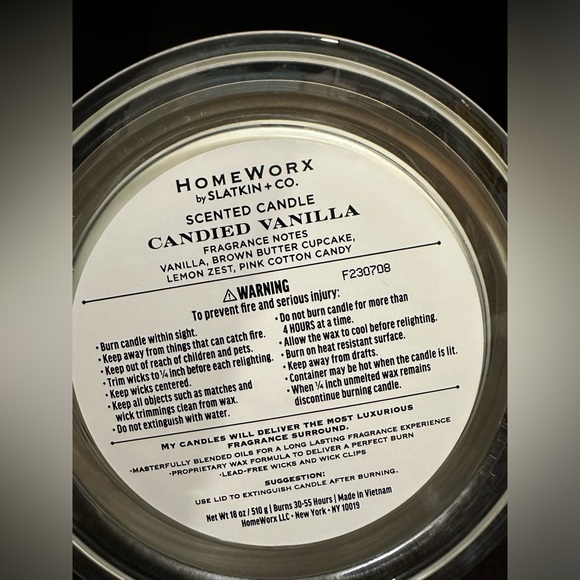 HOMEWORX
by SLATKIN + CO.
SCENTED CANDLE
CANDIED VANILLA
FRAGRANCE NOTES
VANILLA, BROWN BUTTER CUPCAKE,
LEMON ZEST, PINK COTTON CANDY
F230708
⚠WARNING
To prevent fire and serious injury:
• Burn candle within sight.
• Keep away from things that can catch fire.
• Keep out of reach of children and pets.
• Trim wicks to ¼ inch before each relighting.
• Keep wicks centered.
• Keep all objects such as matches and
wick trimmings clean from wax.
• Do not extinguish with water.
• Do not burn candle for more than
4 HOURS at a time.
• Allow the wax to cool before relighting.
• Burn on heat resistant surface.
• Keep away from drafts.
• Container may be hot when the candle is lit.
• When ¼ inch unmelted wax remains
discontinue burning candle.
MY CANDLES WILL DELIVER THE MOST LUXURIOUS
FRAGRANCE SURROUND.
•MASTERFULLY BLENDED OILS FOR A LONG LASTING FRAGRANCE EXPERIENCE
•PROPRIETARY WAX FORMULA TO DELIVER A PERFECT BURN
•LEAD-FREE WICKS AND WICK CLIPS
SUGGESTION:
USE LID TO EXTINGUISH CANDLE AFTER BURNING.
Net Wt 18 oz / 510 g | Burns 30-55 Hours | Made in Vietnam
HomeWorx LLC • New York • NY 10019